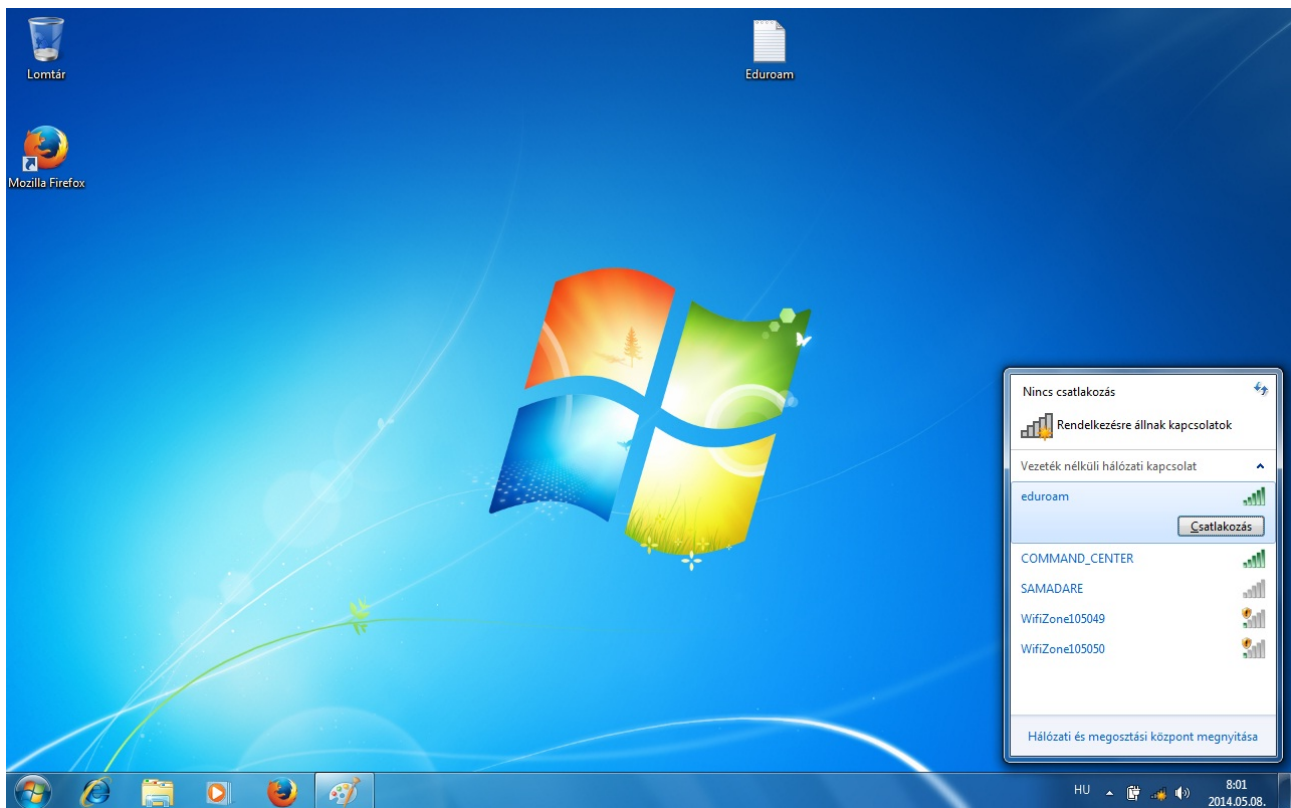 Lomtár
Eduroam
Mozilla Firefox
Nincs csatlakozás
Rendelkezésre állnak kapcsolatok
Vezeték nélküli hálózati kapcsolat
eduroam
Csatlakozás
COMMAND_CENTER
SAMADARE
WifiZone105049
WifiZone105050
Hálózati és megosztási központ megnyitása
HU
8:01
2014.05.08.